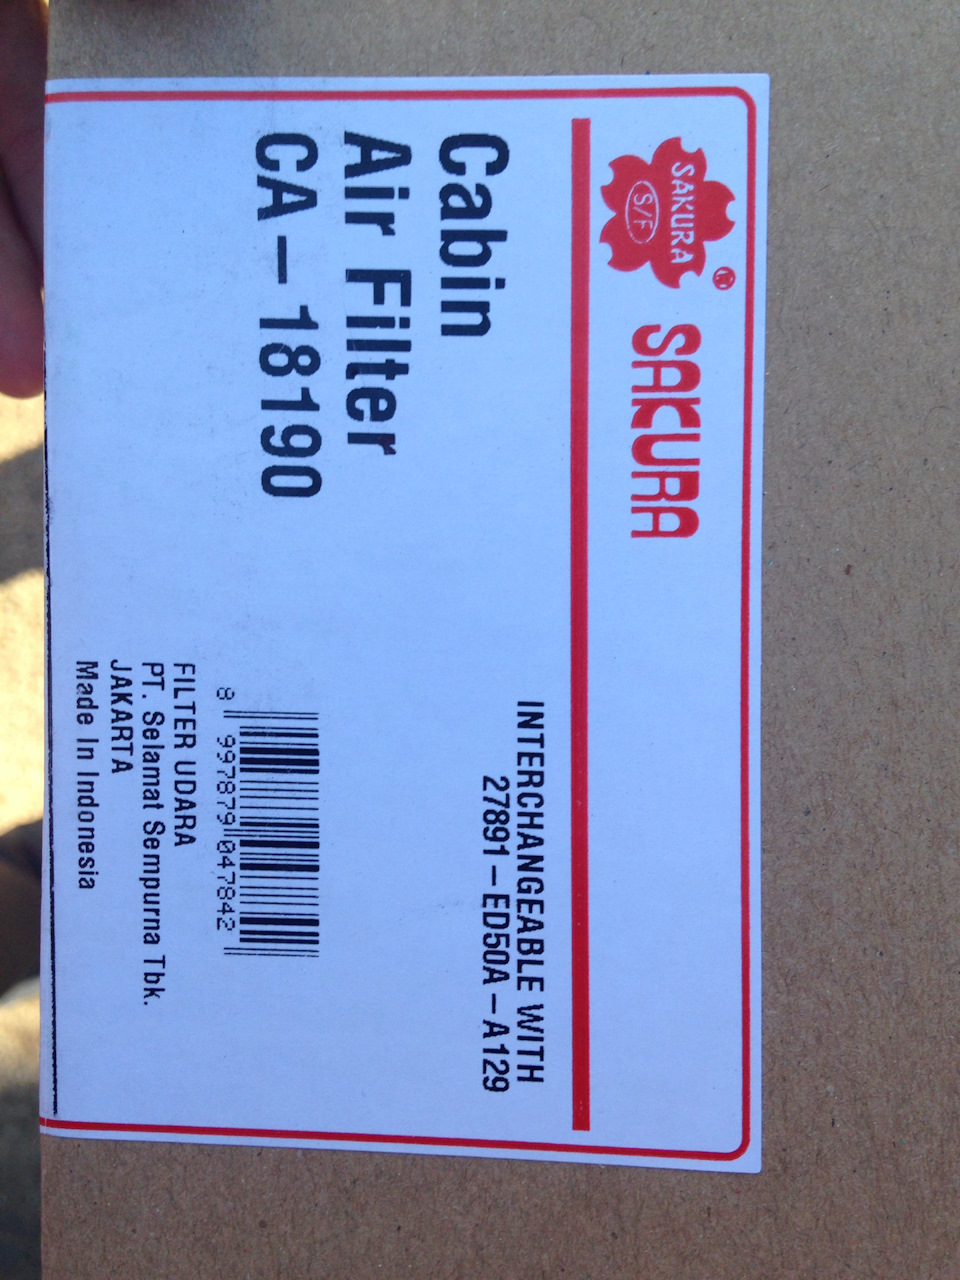 SAKURA
S/F
SAKURA
INTERCHANGEABLE WITH
27891-ED50A-A129
Cabin
Air Filter
CA-18190
8 997879 047842
FILTER UDARA
PT. Selamat Sempurna Tbk.
JAKARTA
Made In Indonesia